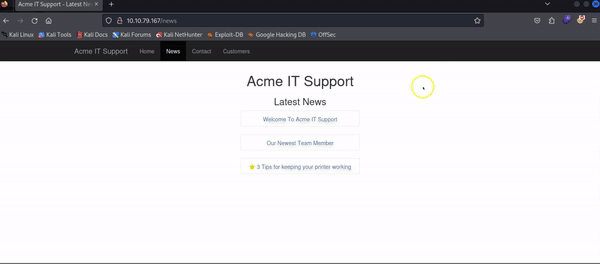 Acme IT Support - Latest New
10.10.79.167/news
Kali Linux Kali Tools Kali Docs Kali Forums Kali NetHunter Exploit-DB Google Hacking DB OffSec
Acme IT Support Home News Contact Customers
Acme IT Support
Latest News
Welcome To Acme IT Support
Our Newest Team Member
3 Tips for keeping your printer working.